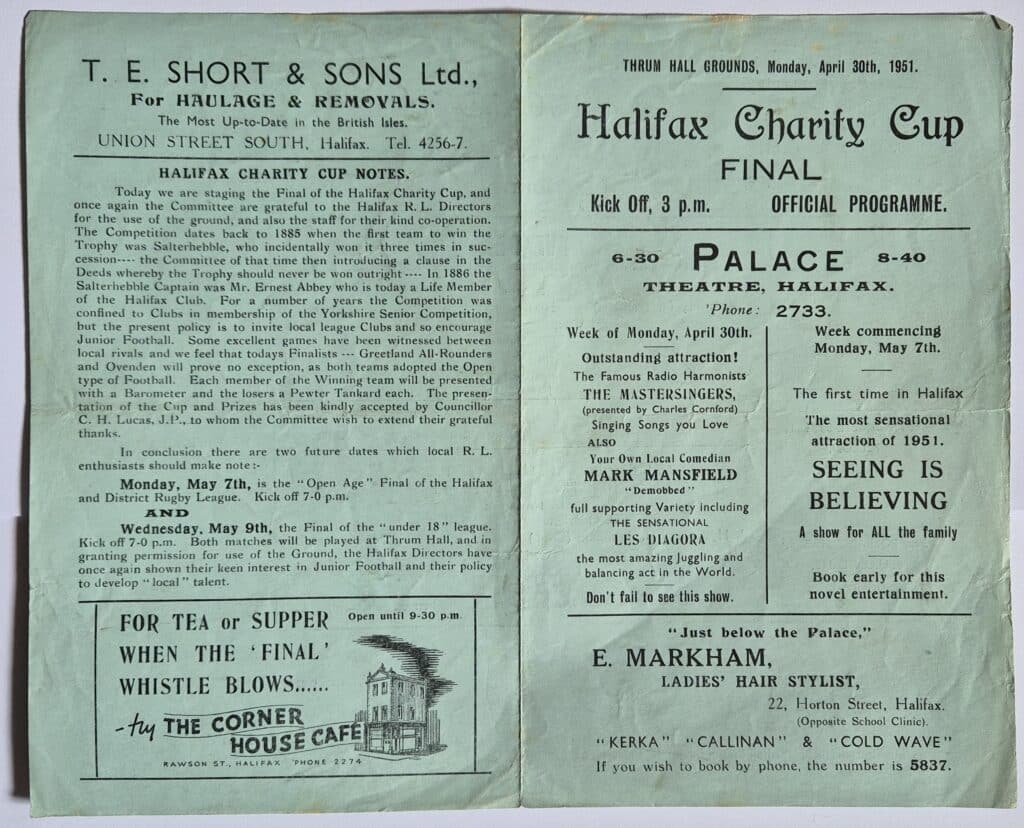 T. E. SHORT & SONS Ltd.,
For HAULAGE & REMOVALS.
The Most Up-to-Date in the British Isles.
UNION STREET SOUTH, Halifax. Tel. 4256-7.
HALIFAX CHARITY CUP NOTES.
Today we are staging the Final of the Halifax Charity Cup, and
once again the Committee are grateful to the Halifax R. L. Directors
for the use of the ground, and also the staff for their kind co-operation.
The Competition dates back to 1885 when the first team to win the
Trophy was Salterhebble, who incidentally won it three times in suc-
cession---- the Committee of that time then introducing a clause in the
Deeds whereby the Trophy should never be won outright ---- In 1886 the
Salterhebble Captain was Mr. Ernest Abbey who is today a Life Member
of the Halifax Club. For a number of years the Competition was
confined to Clubs in membership of the Yorkshire Senior Competition,
but the present policy is to invite local league Clubs and so encourage
Junior Football. Some excellent games have been witnessed between
local rivals and we feel that todays Finalists --- Greetland All-Rounders
and Ovenden will prove no exception, as both teams adopted the Open
type of Football. Each member of the Winning team will be presented
with a Barometer and the losers a Pewter Tankard each. The presen-
tation of the Cup and Prizes has been kindly accepted by Councillor
C. H. Lucas, J.P., to whom the Committee wish to extend their grateful
thanks.
In conclusion there are two future dates which local R. L.
enthusiasts should make note :-
Monday, May 7th, is the "Open Age" Final of the Halifax
and District Rugby League. Kick off 7-0 p.m.
AND
Wednesday, May 9th, the Final of the "under 18" league.
Kick off 7-0 p.m. Both matches will be played at Thrum Hall, and in
granting permission for use of the Ground, the Halifax Directors have
once again shown their keen interest in Junior Football and their policy
to develop "local" talent.
FOR TEA or SUPPER Open until 9-30 p.m.
WHEN THE 'FINAL'
WHISTLE BLOWS......
-try THE CORNER
HOUSE CAFÉ
RAWSON ST., HALIFAX 'PHONE 2274
THRUM HALL GROUNDS, Monday, April 30th, 1951.
Halifax Charity Cup
FINAL
Kick Off, 3 p.m. OFFICIAL PROGRAMME.
6-30 PALACE 8-40
THEATRE, HALIFAX.
'Phone: 2733.
Week of Monday, April 30th.
Outstanding attraction!
The Famous Radio Harmonists
THE MASTERSINGERS,
(presented by Charles Cornford)
Singing Songs you Love
ALSO
Your Own Local Comedian
MARK MANSFIELD
"Demobbed"
full supporting Variety including
THE SENSATIONAL
LES DIAGORA
the most amazing Juggling and
balancing act in the World.
Don't fail to see this show.
Week commencing
Monday, May 7th.
The first time in Halifax
The most sensational
attraction of 1951.
SEEING IS
BELIEVING
A show for ALL the family
Book early for this
novel entertainment.
"Just below the Palace,"
E. MARKHAM,
LADIES' HAIR STYLIST,
22, Horton Street, Halifax.
(Opposite School Clinic).
"KERKA" "CALLINAN" & "COLD WAVE"
If you wish to book by phone, the number is 5837.